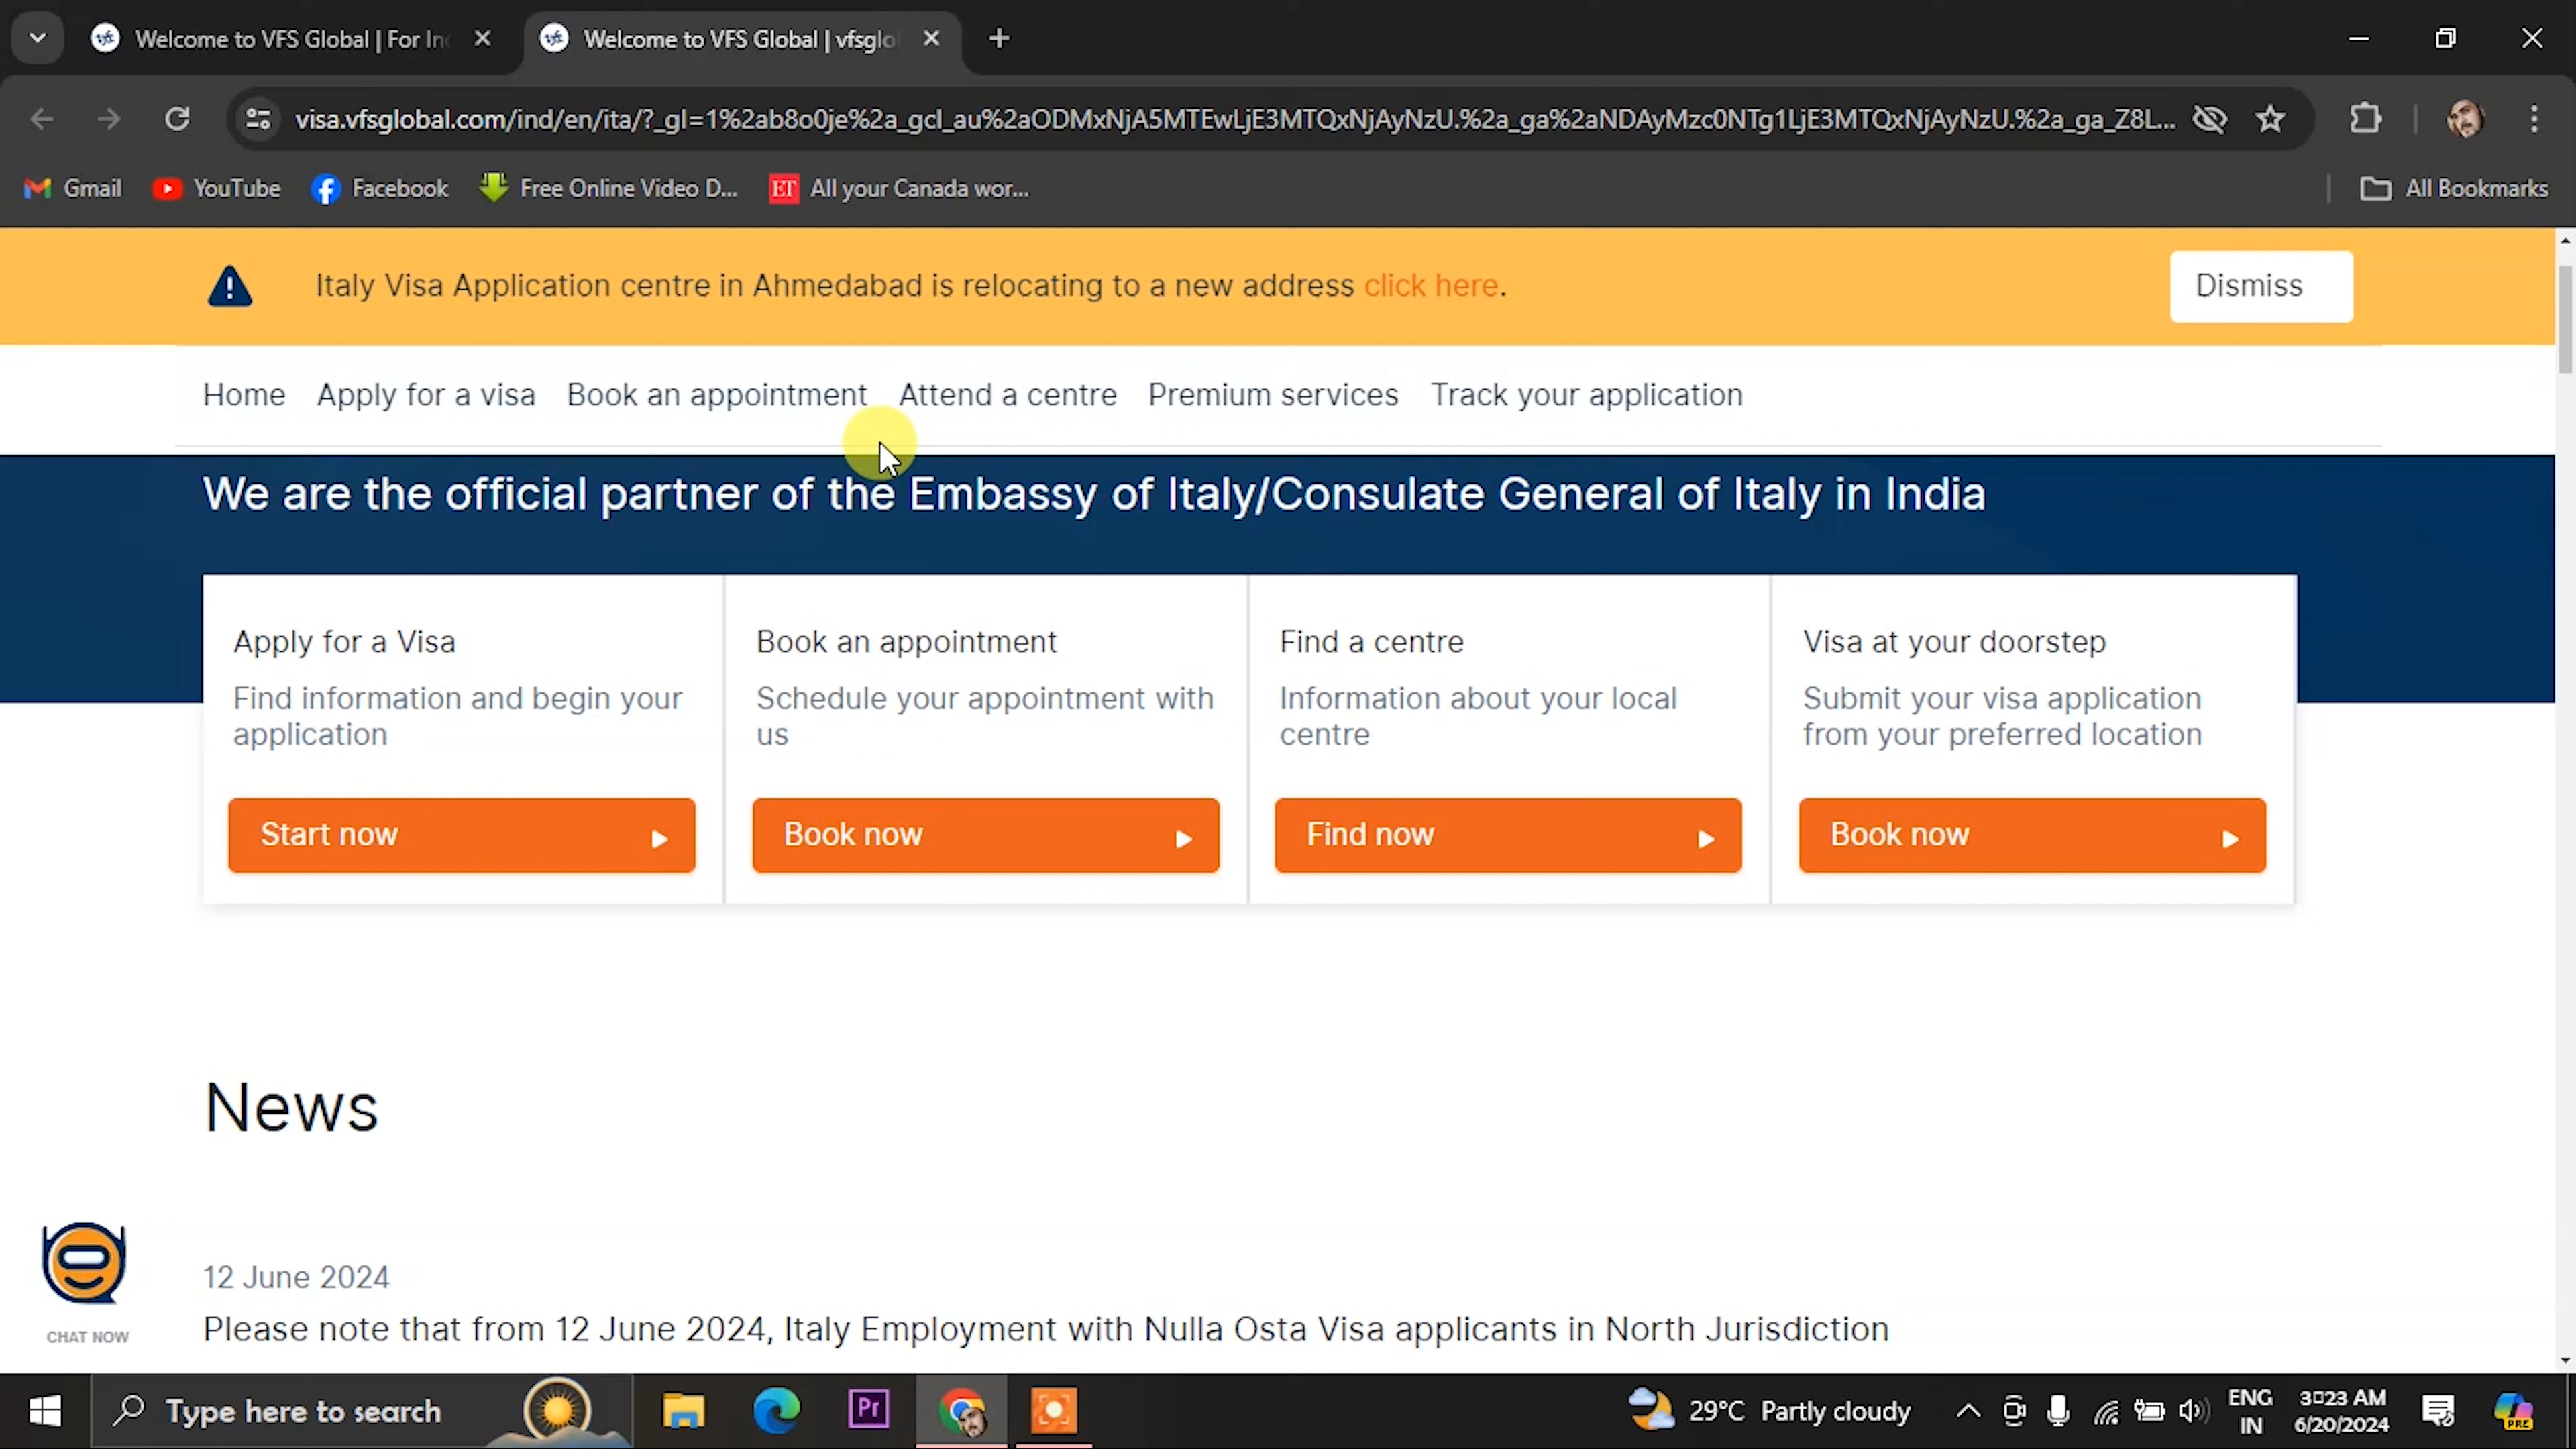 Welcome to VFS Global | For Inc
Welcome to VFS Global | vfsglo
visa.vfsglobal.com/ind/en/ita/?_gl=1%2ab8o0je%2a_gcl_au%2aODMxNjA5MTEwLjE3MTQxNjAyNzU.%2a_ga%2aNDAyMzc0NTg1LjE3MTQxNjAyNzU.%2a_ga_Z8L...
Gmail YouTube Facebook Free Online Video D... ET All your Canada wor... All Bookmarks
Italy Visa Application centre in Ahmedabad is relocating to a new address click here.
Dismiss
Home Apply for a visa Book an appointment Attend a centre Premium services Track your application
We are the official partner of the Embassy of Italy/Consulate General of Italy in India
Apply for a Visa
Find information and begin your
application
Start now
Book an appointment
Schedule your appointment with
us
Book now
Find a centre
Information about your local
centre
Find now
Visa at your doorstep
Submit your visa application
from your preferred location
Book now
News
12 June 2024
Please note that from 12 June 2024, Italy Employment with Nulla Osta Visa applicants in North Jurisdiction
CHAT NOW
Type here to search
Pr
29°C Partly cloudy
ENG
IN
3:23 AM
6/20/2024
PRE